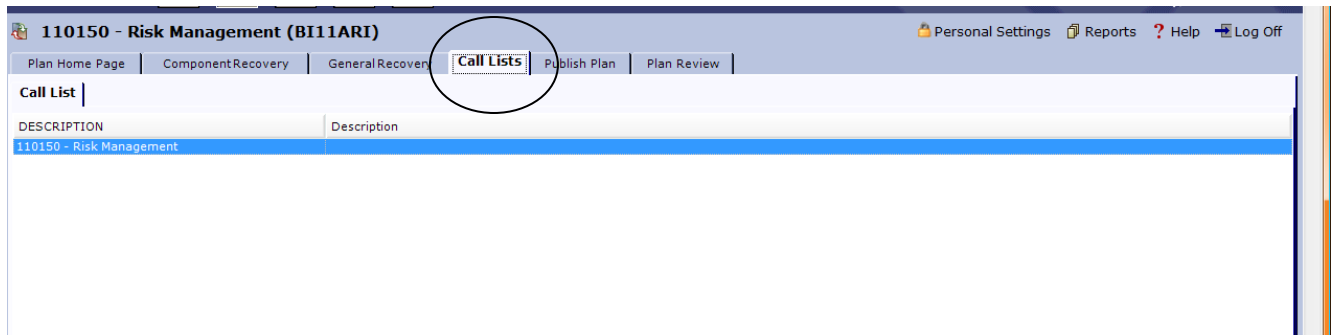 110150 - Risk Management (BI11ARI) Personal Settings Reports ? Help Log Off
Plan Home Page Component Recovery General Recovery Call Lists Publish Plan Plan Review
Call List
DESCRIPTION Description
110150 - Risk Management